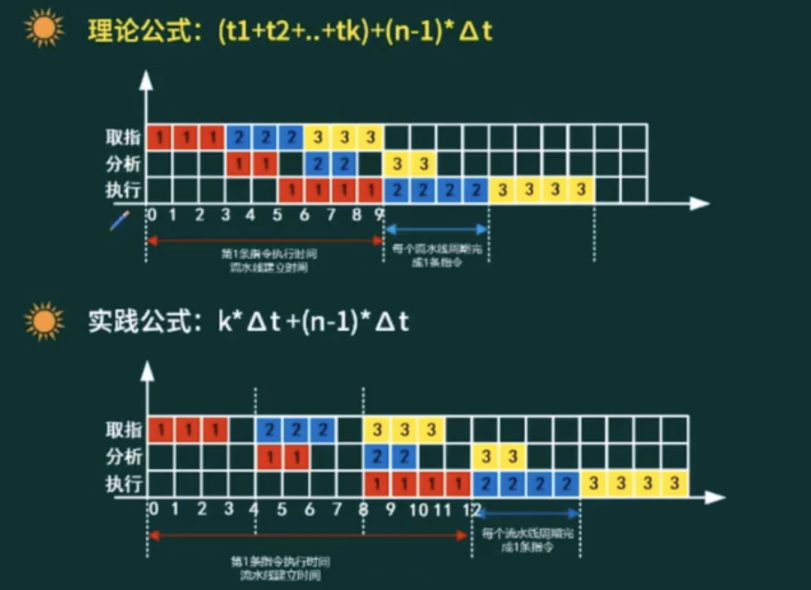 理论公式：(t1+t2+..+tk)+(n-1)*Δt
取指 1 1 1 2 2 2 3 3 3
分析 1 1 2 2 3 3
执行 1 1 1 1 2 2 2 2 3 3 3 3
0 1 2 3 4 5 6 7 8 9
第1条指令执行时间
流水线建立时间
每个流水线周期完
成1条指令
实践公式：k*Δt+(n-1)*Δt
取指 1 1 1 2 2 2 3 3 3
分析 1 1 2 2 3 3
执行 1 1 1 1 2 2 2 2 3 3 3 3
0 1 2 3 4 5 6 7 8 9 10 11 12
第1条指令执行时间
流水线建立时间
每个流水线周期完
成1条指令